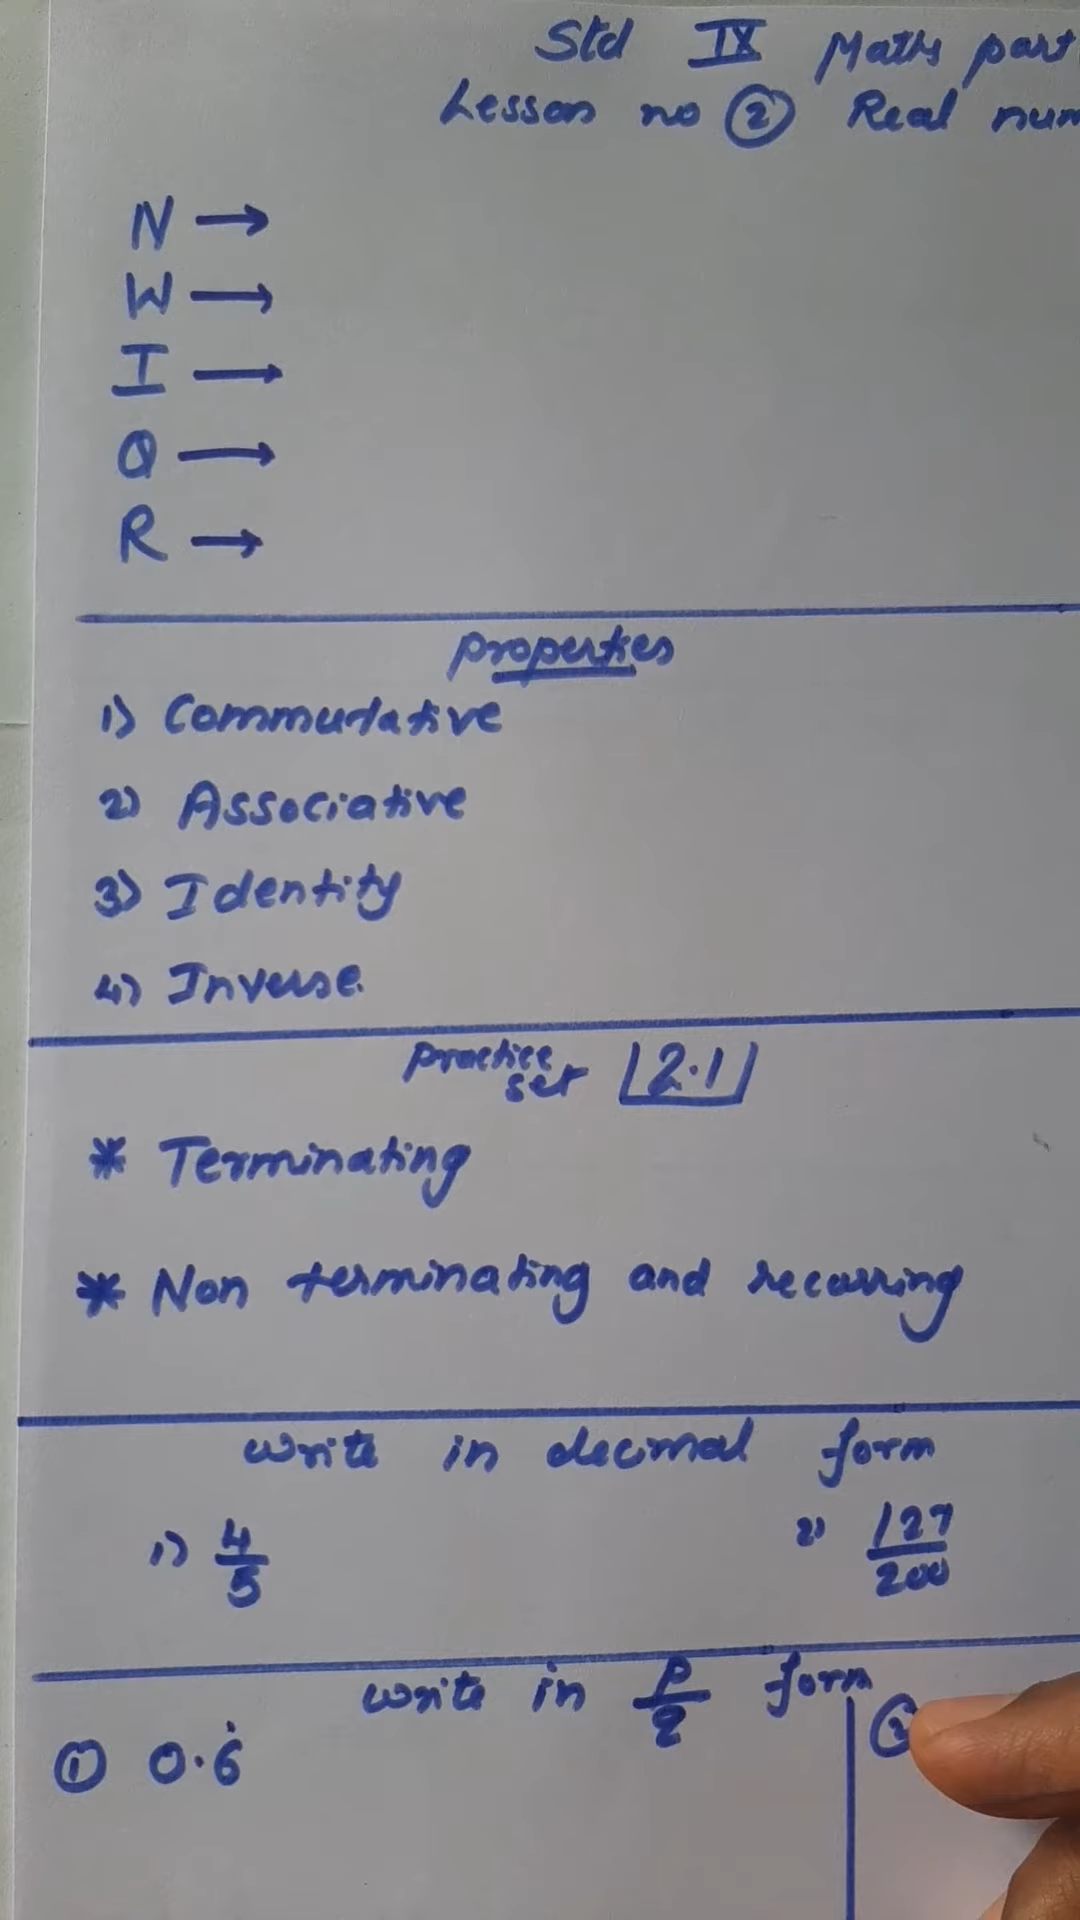 Std IX Maths part
Lesson no ② Real num
N →
W →
I →
Q →
R →
Properties
1) Commutative
2) Associative
3) Identity
4) Inverse
Practice set 2.1
* Terminating
* Non terminating and recurring
write in decimal form
1) 4/5 2) 127/200
write in p/q form
① 0.6̇